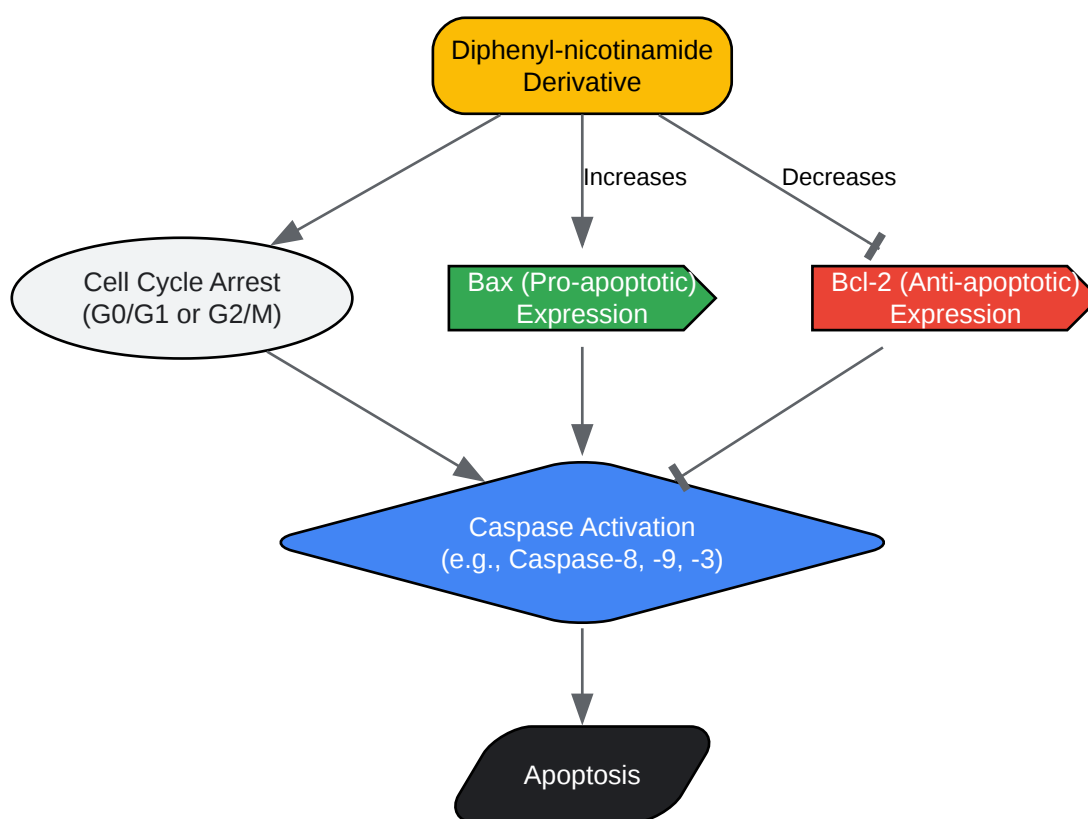 Diphenyl-nicotinamide
Derivative
Increases
Decreases
Cell Cycle Arrest
(G0/G1 or G2/M)
Bax (Pro-apoptotic)
Expression
Bcl-2 (Anti-apoptotic)
Expression
Caspase Activation
(e.g., Caspase-8, -9, -3)
Apoptosis